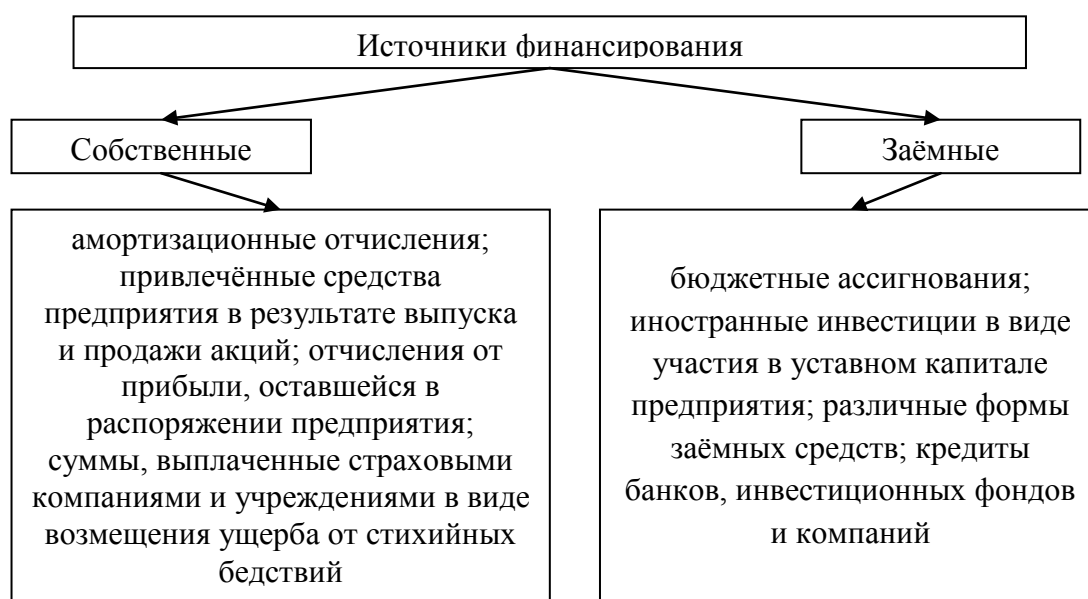 Источники финансирования
Собственные
Заёмные
амортизационные отчисления;
привлечённые средства
предприятия в результате выпуска
и продажи акций; отчисления от
прибыли, оставшейся в
распоряжении предприятия;
суммы, выплаченные страховыми
компаниями и учреждениями в виде
возмещения ущерба от стихийных
бедствий
бюджетные ассигнования;
иностранные инвестиции в виде
участия в уставном капитале
предприятия; различные формы
заёмных средств; кредиты
банков, инвестиционных фондов
и компаний